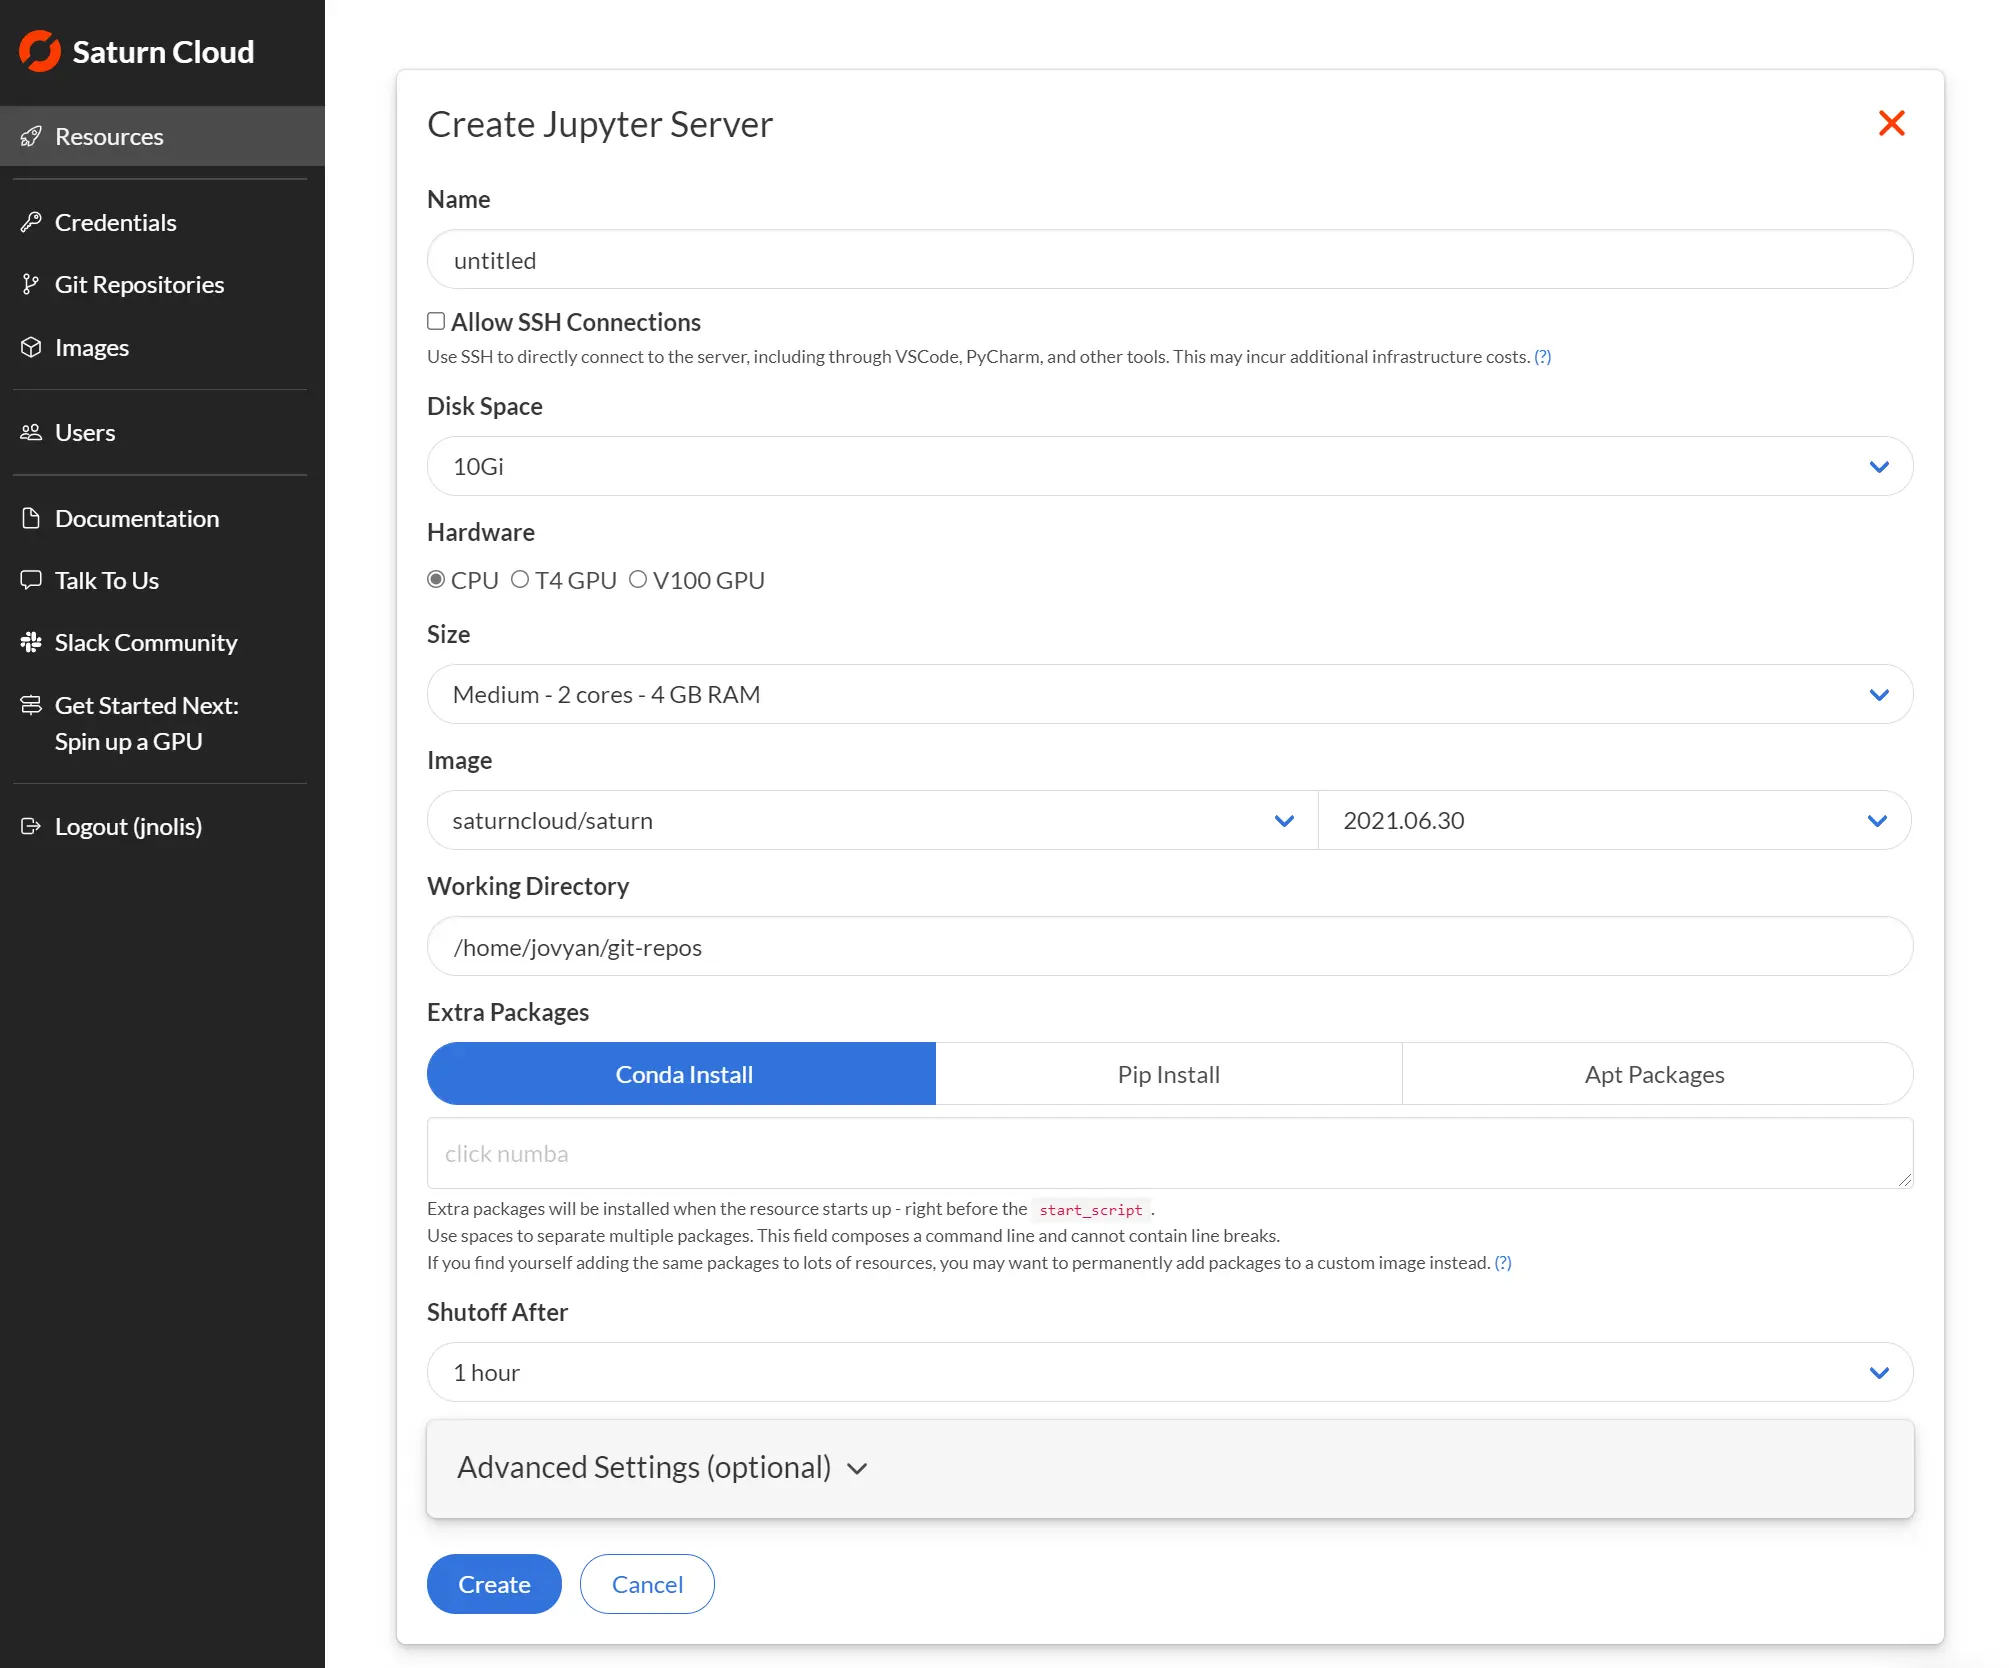 Saturn Cloud
Resources
Credentials
Git Repositories
Images
Users
Documentation
Talk To Us
Slack Community
Get Started Next:
Spin up a GPU
Logout (jnolis)
Create Jupyter Server
Name
untitled
Allow SSH Connections
Use SSH to directly connect to the server, including through VSCode, PyCharm, and other tools. This may incur additional infrastructure costs. (?)
Disk Space
10Gi
Hardware
CPU T4 GPU V100 GPU
Size
Medium - 2 cores - 4 GB RAM
Image
saturncloud/saturn 2021.06.30
Working Directory
/home/jovyan/git-repos
Extra Packages
Conda Install Pip Install Apt Packages
click numba
Extra packages will be installed when the resource starts up - right before the start_script .
Use spaces to separate multiple packages. This field composes a command line and cannot contain line breaks.
If you find yourself adding the same packages to lots of resources, you may want to permanently add packages to a custom image instead. (?)
Shutoff After
1 hour
Advanced Settings (optional)
Create Cancel